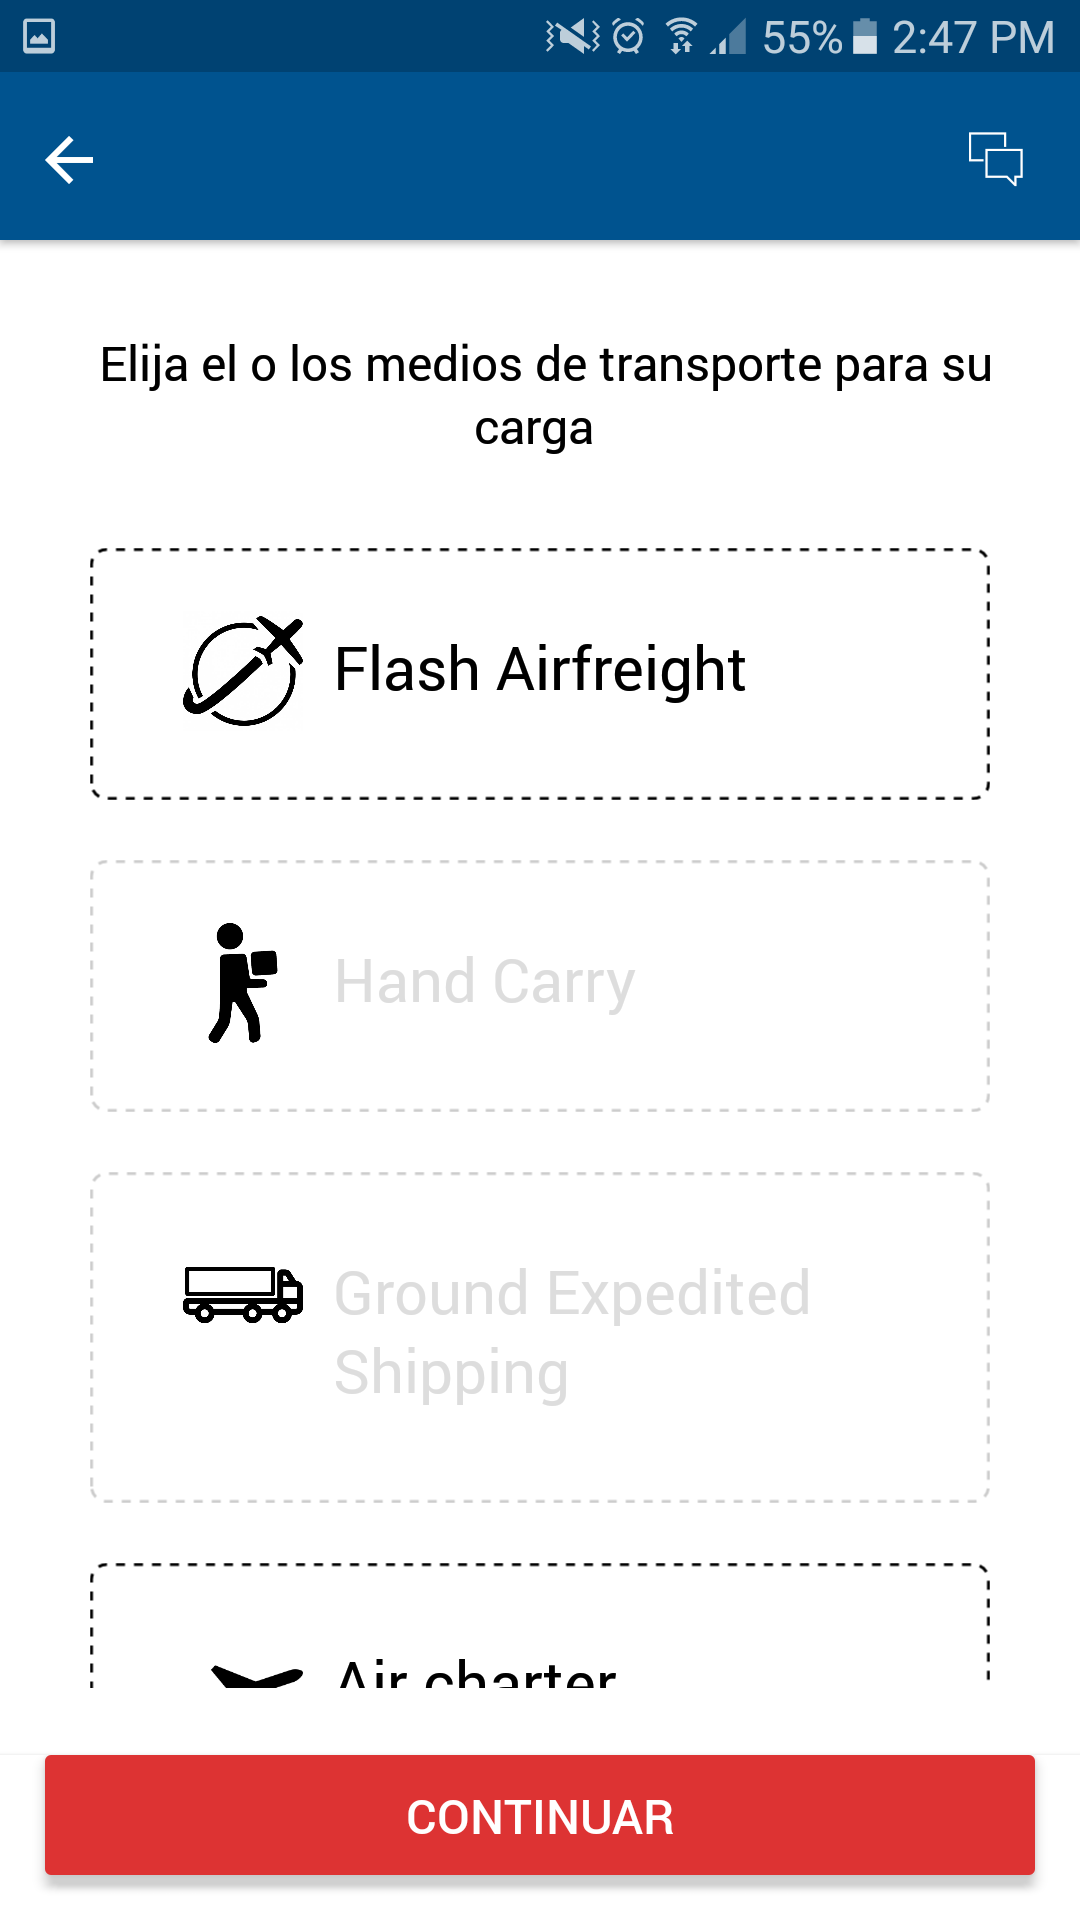 55% 2:47 PM
Elija el o los medios de transporte para su
carga
Flash Airfreight
Hand Carry
Ground Expedited
Shipping
Air charter
CONTINUAR